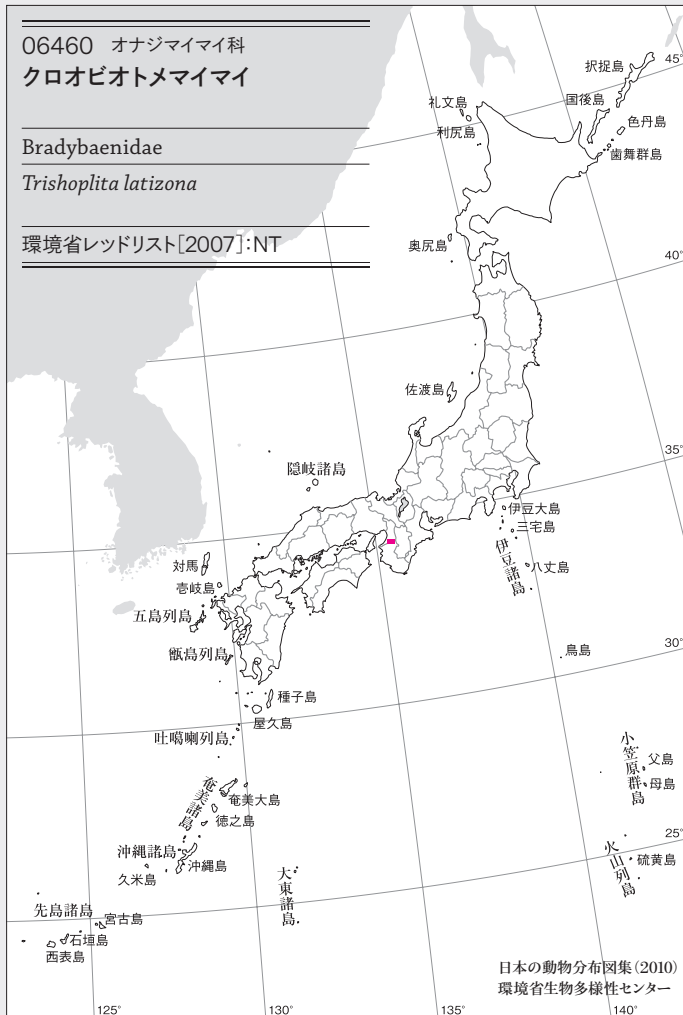 06460 オナジマイマイ科
クロオビオトメマイマイ
Bradybaenidae
Trishoplita latizona
環境省レッドリスト[2007]:NT
択捉島
45°
礼文島
国後島
色丹島
利尻島
歯舞群島
奥尻島
40°
佐渡島
35°
隠岐諸島
伊豆大島
三宅島
伊豆諸島
八丈島
対馬
壱岐島
五島列島
甑島列島
鳥島
30°
種子島
屋久島
吐噶喇列島
小笠原群島
父島
母島
奄美諸島
奄美大島
徳之島
25°
沖縄諸島
沖縄島
久米島
火山列島
硫黄島
大東諸島
先島諸島
宮古島
石垣島
西表島
日本の動物分布図集(2010)
環境省生物多様性センター
125°
130°
135°
140°